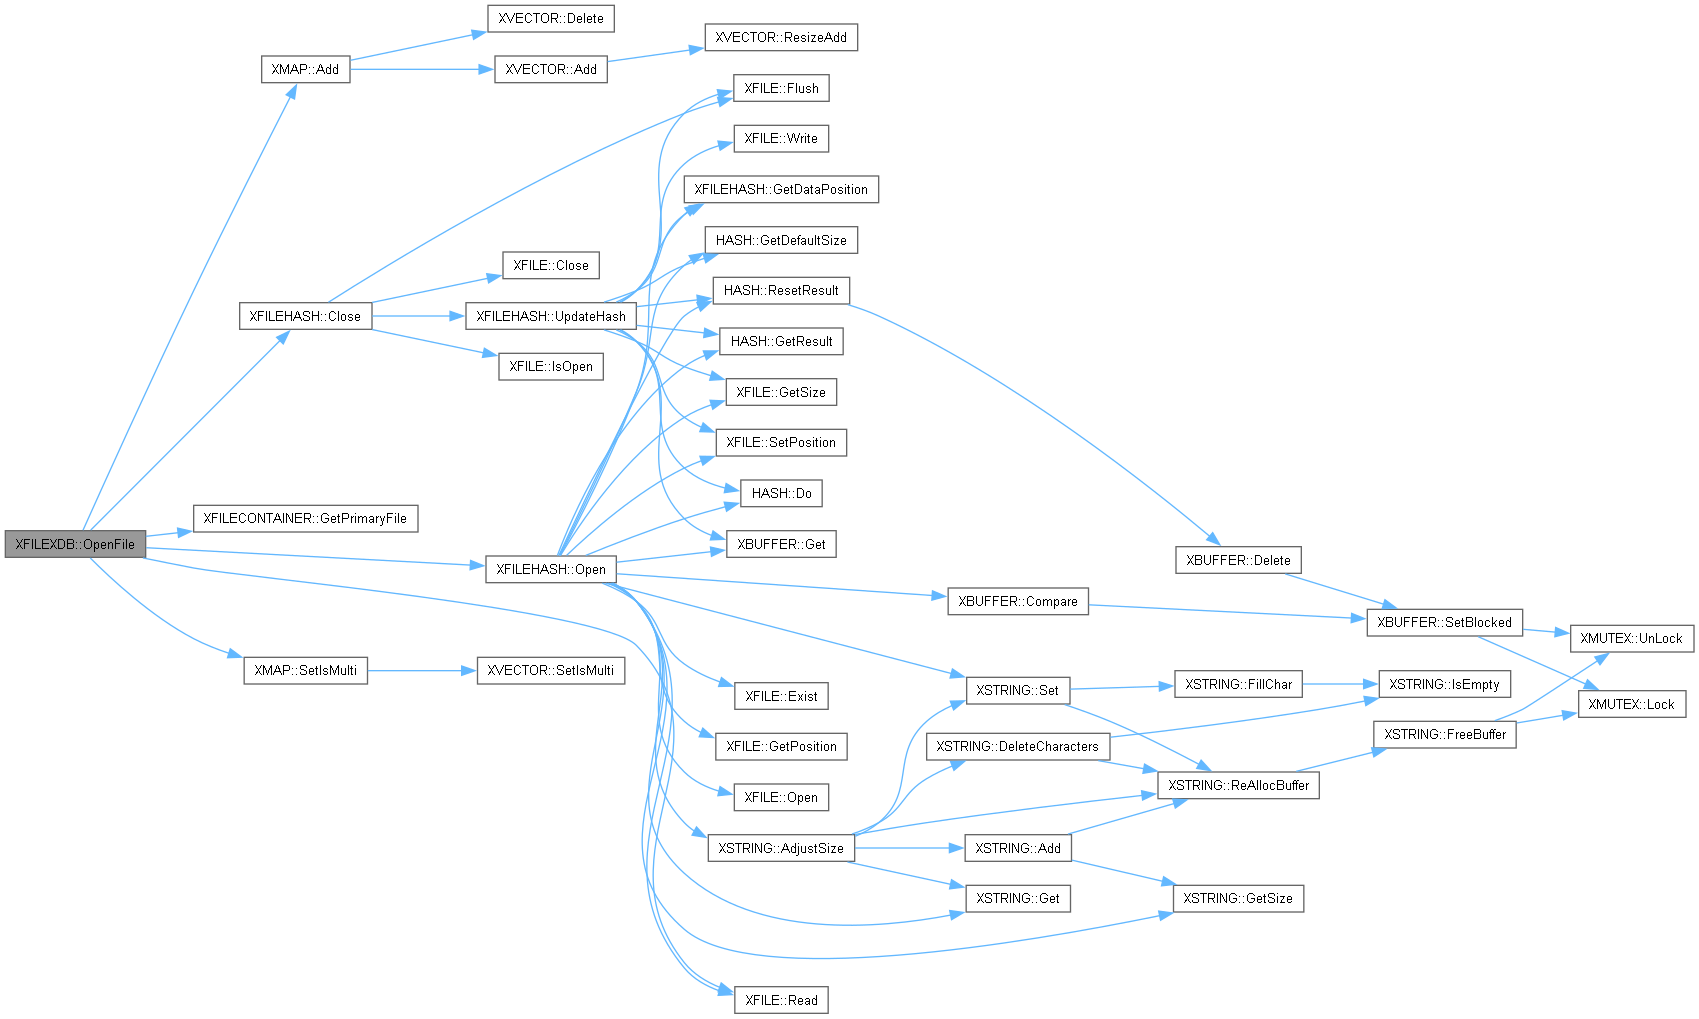 XVECTOR::Delete
XVECTOR::ResizeAdd
XMAP::Add
XVECTOR::Add
XFILE::Flush
XFILE::Write
XFILEHASH::GetDataPosition
HASH::GetDefaultSize
XFILE::Close
HASH::ResetResult
XFILEHASH::Close
XFILEHASH::UpdateHash
HASH::GetResult
XFILE::IsOpen
XFILE::GetSize
XFILE::SetPosition
HASH::Do
XFILECONTAINER::GetPrimaryFile
XFILEXDB::OpenFile
XBUFFER::Get
XBUFFER::Delete
XFILEHASH::Open
XBUFFER::Compare
XBUFFER::SetBlocked
XMUTEX::UnLock
XMAP::SetIsMulti
XVECTOR::SetIsMulti
XSTRING::FillChar
XSTRING::IsEmpty
XSTRING::Set
XFILE::Exist
XMUTEX::Lock
XSTRING::FreeBuffer
XFILE::GetPosition
XSTRING::DeleteCharacters
XSTRING::ReAllocBuffer
XFILE::Open
XSTRING::AdjustSize
XSTRING::Add
XSTRING::Get
XSTRING::GetSize
XFILE::Read